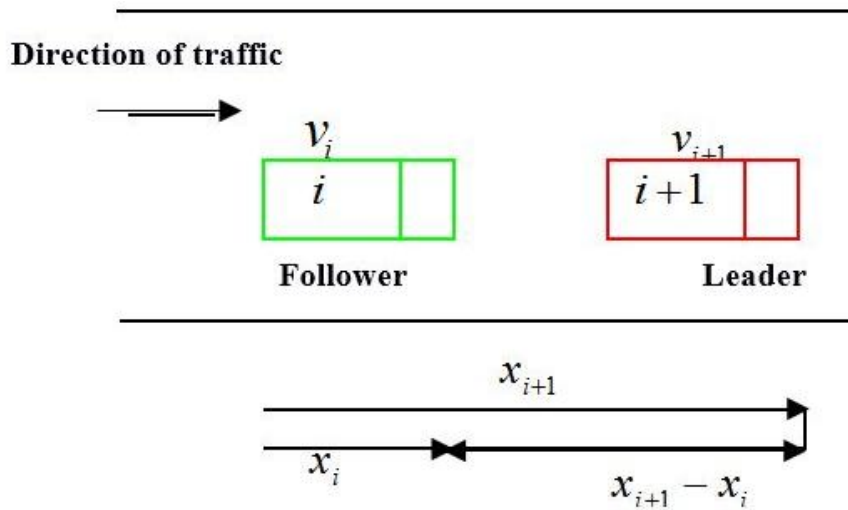 Direction of traffic
v_i
v_{i+1}
i
i+1
Follower
Leader
x_{i+1}
x_i
x_{i+1} − x_i